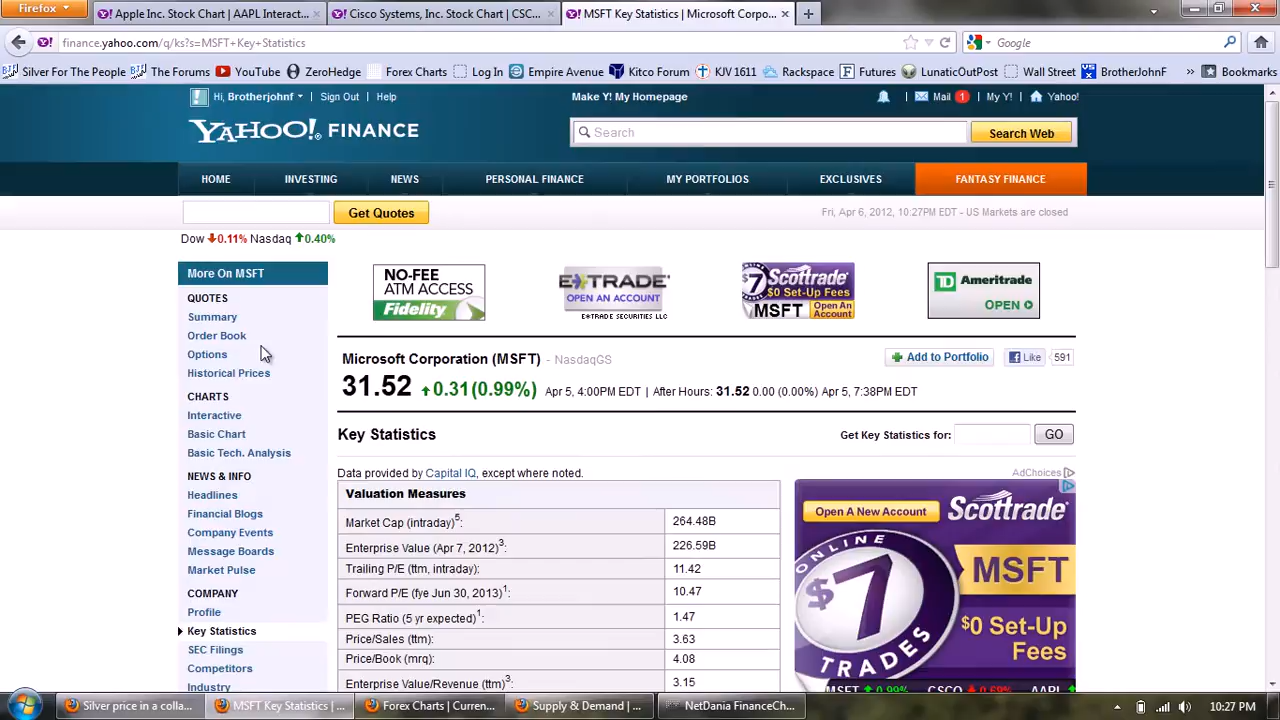 Firefox
Apple Inc. Stock Chart | AAPL Interact...
Cisco Systems, Inc. Stock Chart | CSC...
MSFT Key Statistics | Microsoft Corpo...
finance.yahoo.com/q/ks?s=MSFT+Key+Statistics
Google
Silver For The People
The Forums
YouTube
ZeroHedge
Forex Charts
Log In
Empire Avenue
Kitco Forum
KJV 1611
Rackspace
Futures
LunaticOutPost
Wall Street
BrotherJohnF
»
Bookmarks
Hi, Brotherjohnf
Sign Out
Help
Make Y! My Homepage
Mail 1
My Y!
Yahoo!
YAHOO! FINANCE
Search
Search Web
HOME
INVESTING
NEWS
PERSONAL FINANCE
MY PORTFOLIOS
EXCLUSIVES
FANTASY FINANCE
Get Quotes
Fri, Apr 6, 2012, 10:27PM EDT - US Markets are closed
Dow 0.11% Nasdaq 0.40%
More On MSFT
QUOTES
Summary
Order Book
Options
Historical Prices
CHARTS
Interactive
Basic Chart
Basic Tech. Analysis
NEWS & INFO
Headlines
Financial Blogs
Company Events
Message Boards
Market Pulse
COMPANY
Profile
Key Statistics
SEC Filings
Competitors
Industry
NO-FEE
ATM ACCESS
Fidelity
E*TRADE
OPEN AN ACCOUNT
E*TRADE SECURITIES LLC
$7 Scottrade
$0 Set-Up Fees
MSFT Open An Account
TD Ameritrade
OPEN
Microsoft Corporation (MSFT) - NasdaqGS
Add to Portfolio
Like 591
31.52 0.31(0.99%) Apr 5, 4:00PM EDT | After Hours: 31.52 0.00 (0.00%) Apr 5, 7:38PM EDT
Key Statistics
Get Key Statistics for:
GO
Data provided by Capital IQ, except where noted.
AdChoices
Valuation Measures
Market Cap (intraday)5: 264.48B
Enterprise Value (Apr 7, 2012)3: 226.59B
Trailing P/E (ttm, intraday): 11.42
Forward P/E (fye Jun 30, 2013)1: 10.47
PEG Ratio (5 yr expected)1: 1.47
Price/Sales (ttm): 3.63
Price/Book (mrq): 4.08
Enterprise Value/Revenue (ttm)3: 3.15
Open A New Account
Scottrade
ONLINE
$7
TRADES
MSFT
$0 Set-Up
Fees
MSFT 0.99% CSCO 0.69% AAPL
Silver price in a colla...
MSFT Key Statistics | ...
Forex Charts | Curren...
Supply & Demand | ...
NetDania FinanceCh...
10:27 PM